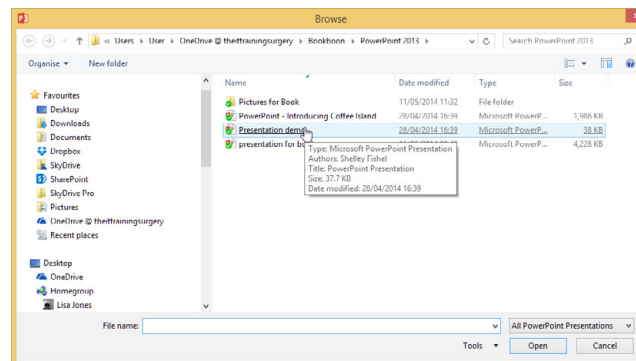 Browse
« Users › User › OneDrive @ theittrainingsurgery › Bookboon › PowerPoint 2013 ›
Search PowerPoint 2013
Organise
New folder
Name Date modified Type Size
Favourites
Desktop
Downloads
Documents
Dropbox
SkyDrive
SharePoint
SkyDrive Pro
Pictures
OneDrive @ theittrainingsurgery
Recent places
Desktop
OneDrive
Homegroup
Lisa Jones
Pictures for Book 11/05/2014 11:32 File folder
PowerPoint - Introducing Coffee Island 28/04/2014 16:39 Microsoft PowerP... 1,986 KB
Presentation demo 28/04/2014 16:39 Microsoft PowerP... 38 KB
presentation for Microsoft PowerP... 4,228 KB
Type: Microsoft PowerPoint Presentation
Authors: Shelley Fishel
Title: PowerPoint Presentation
Size: 37.7 KB
Date modified: 28/04/2014 16:39
File name:
All PowerPoint Presentations
Tools Open Cancel